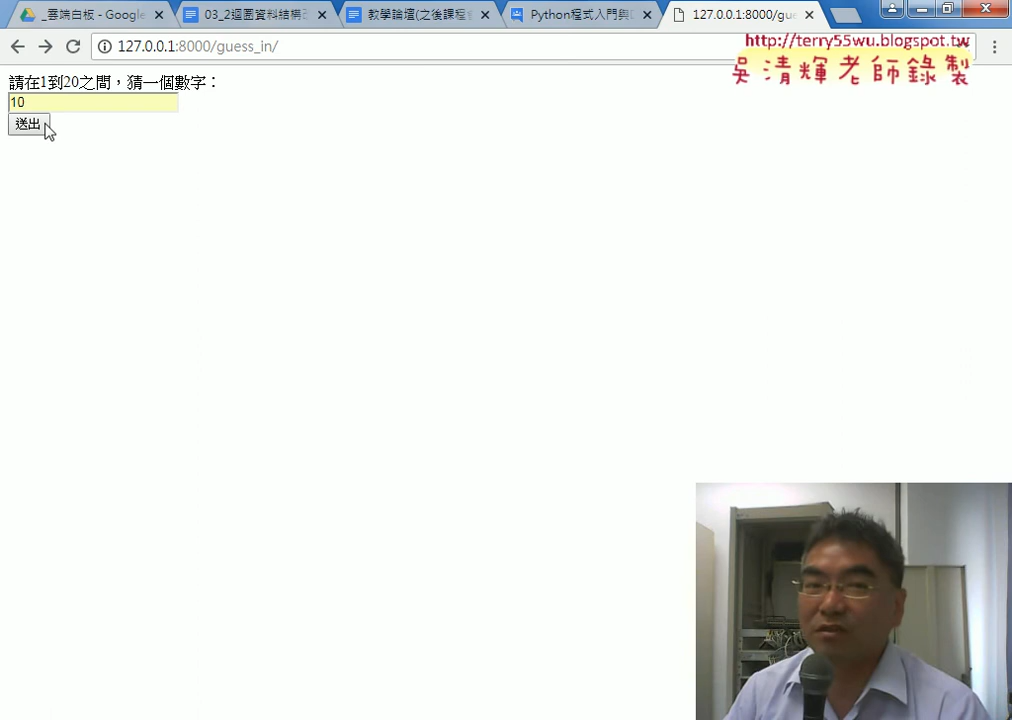 _雲端白板 - Google
03_2迴圈資料結構
教學論壇(之後課程
Python程式入門與
127.0.0.1:8000/gue
127.0.0.1:8000/guess_in/
http://terry55wu.blogspot.tw
吳清輝老師錄製
請在1到20之間，猜一個數字：
10
送出